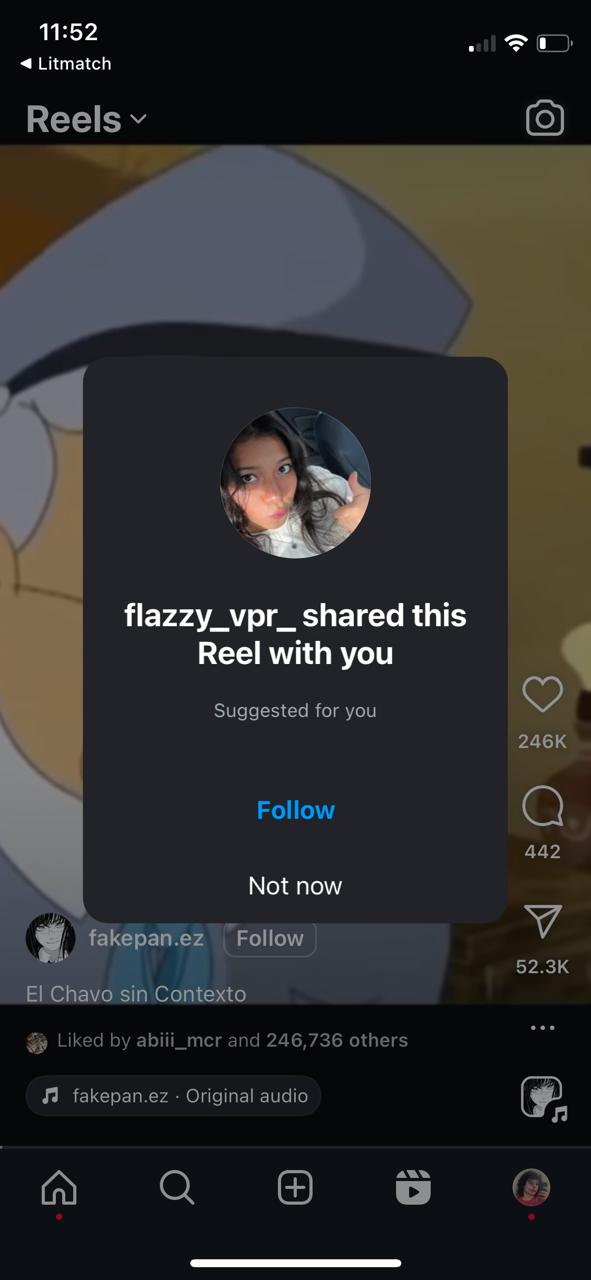 11:52
◀ Litmatch
Reels
flazzy_vpr_ shared this
Reel with you
Suggested for you
Follow
Not now
246K
442
52.3K
fakepan.ez Follow
El Chavo sin Contexto
Liked by abiii_mcr and 246,736 others
fakepan.ez · Original audio